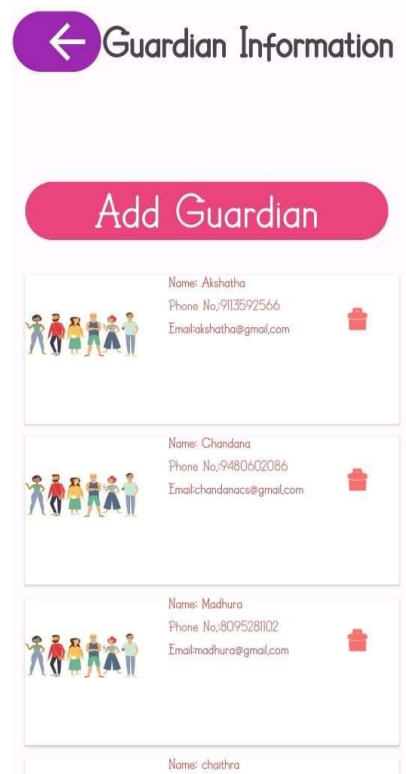 Guardian Information
Add Guardian
Name: Akshatha
Phone No.:9113592566
Email:akshatha@gmail.com
Name: Chandana
Phone No.:9480602086
Email:chandanacs@gmail.com
Name: Madhura
Phone No.:8095281102
Email:madhura@gmail.com
Name: chaithra